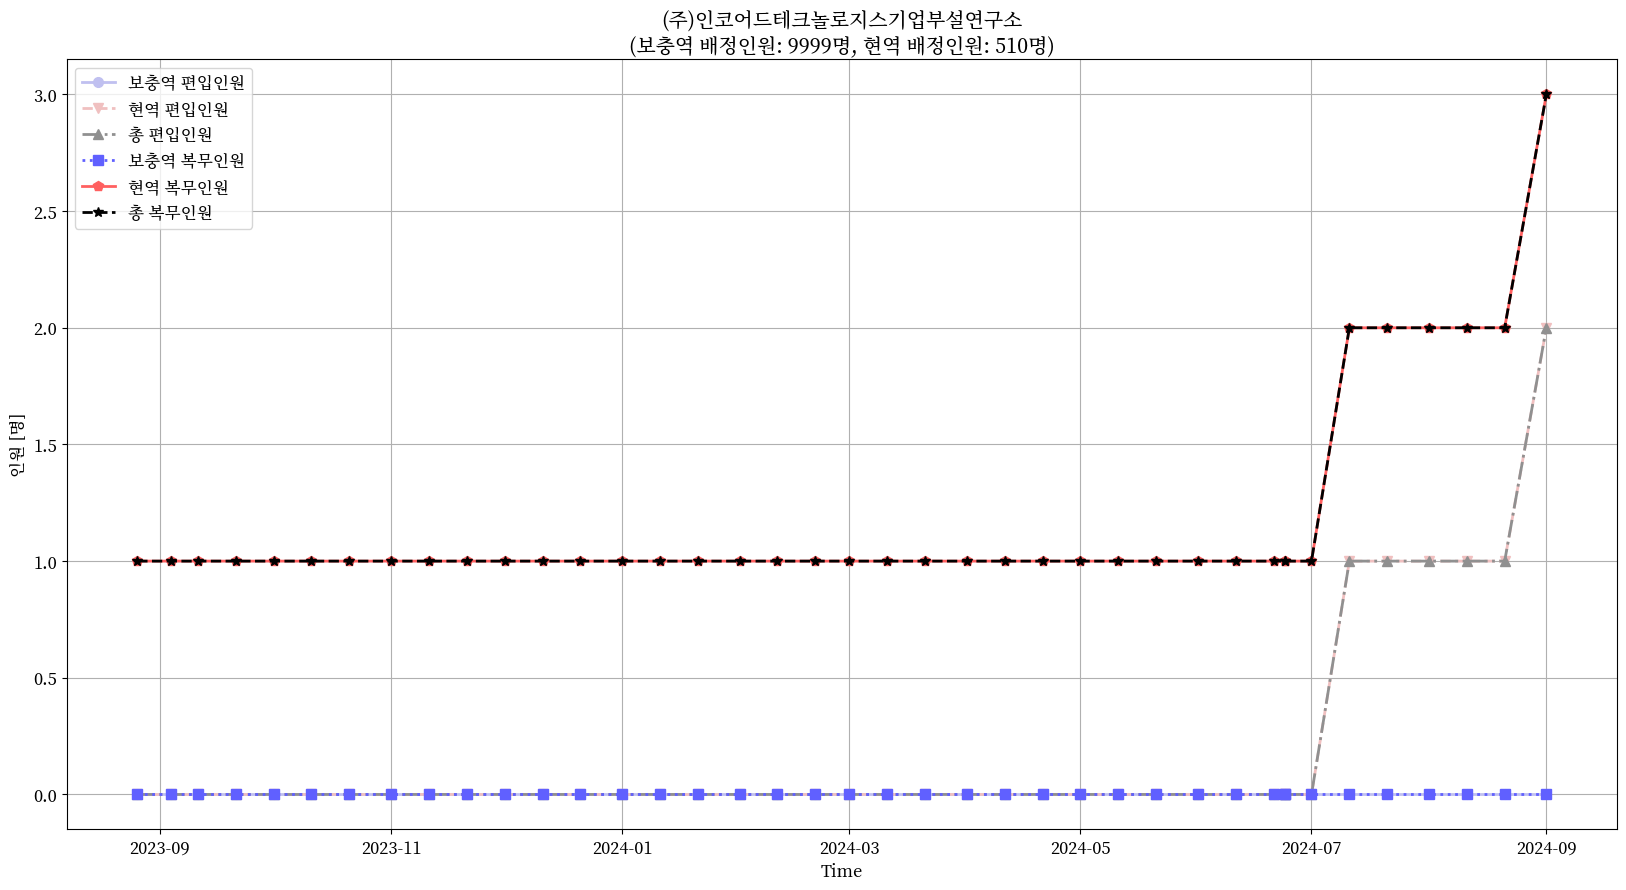 (주)인코어드테크놀로지스기업부설연구소
(보충역 배정인원: 9999명, 현역 배정인원: 510명)
보충역 편입인원
현역 편입인원
총 편입인원
보충역 복무인원
현역 복무인원
총 복무인원
인원 [명]
3.0
2.5
2.0
1.5
1.0
0.5
0.0
2023-09
2023-11
2024-01
2024-03
2024-05
2024-07
2024-09
Time